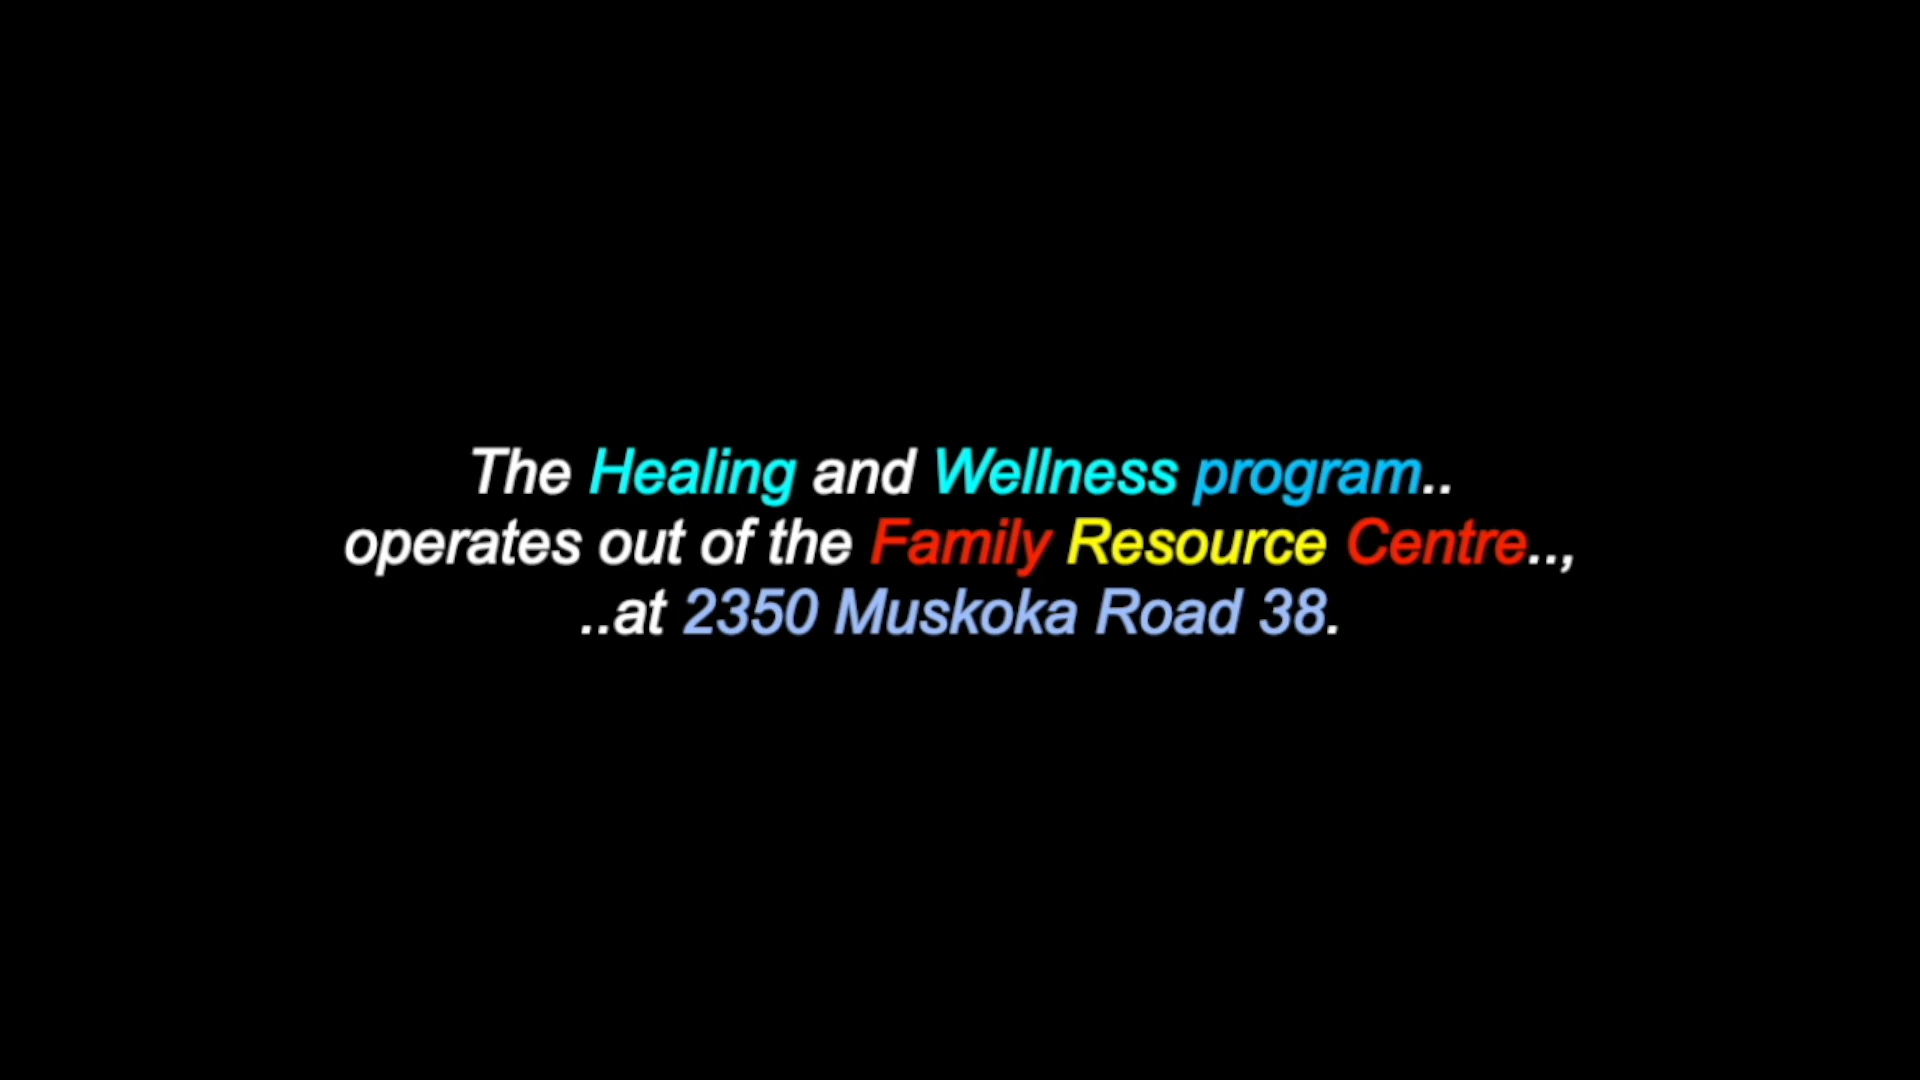 The Healing and Wellness program..
operates out of the Family Resource Centre..,
..at 2350 Muskoka Road 38.